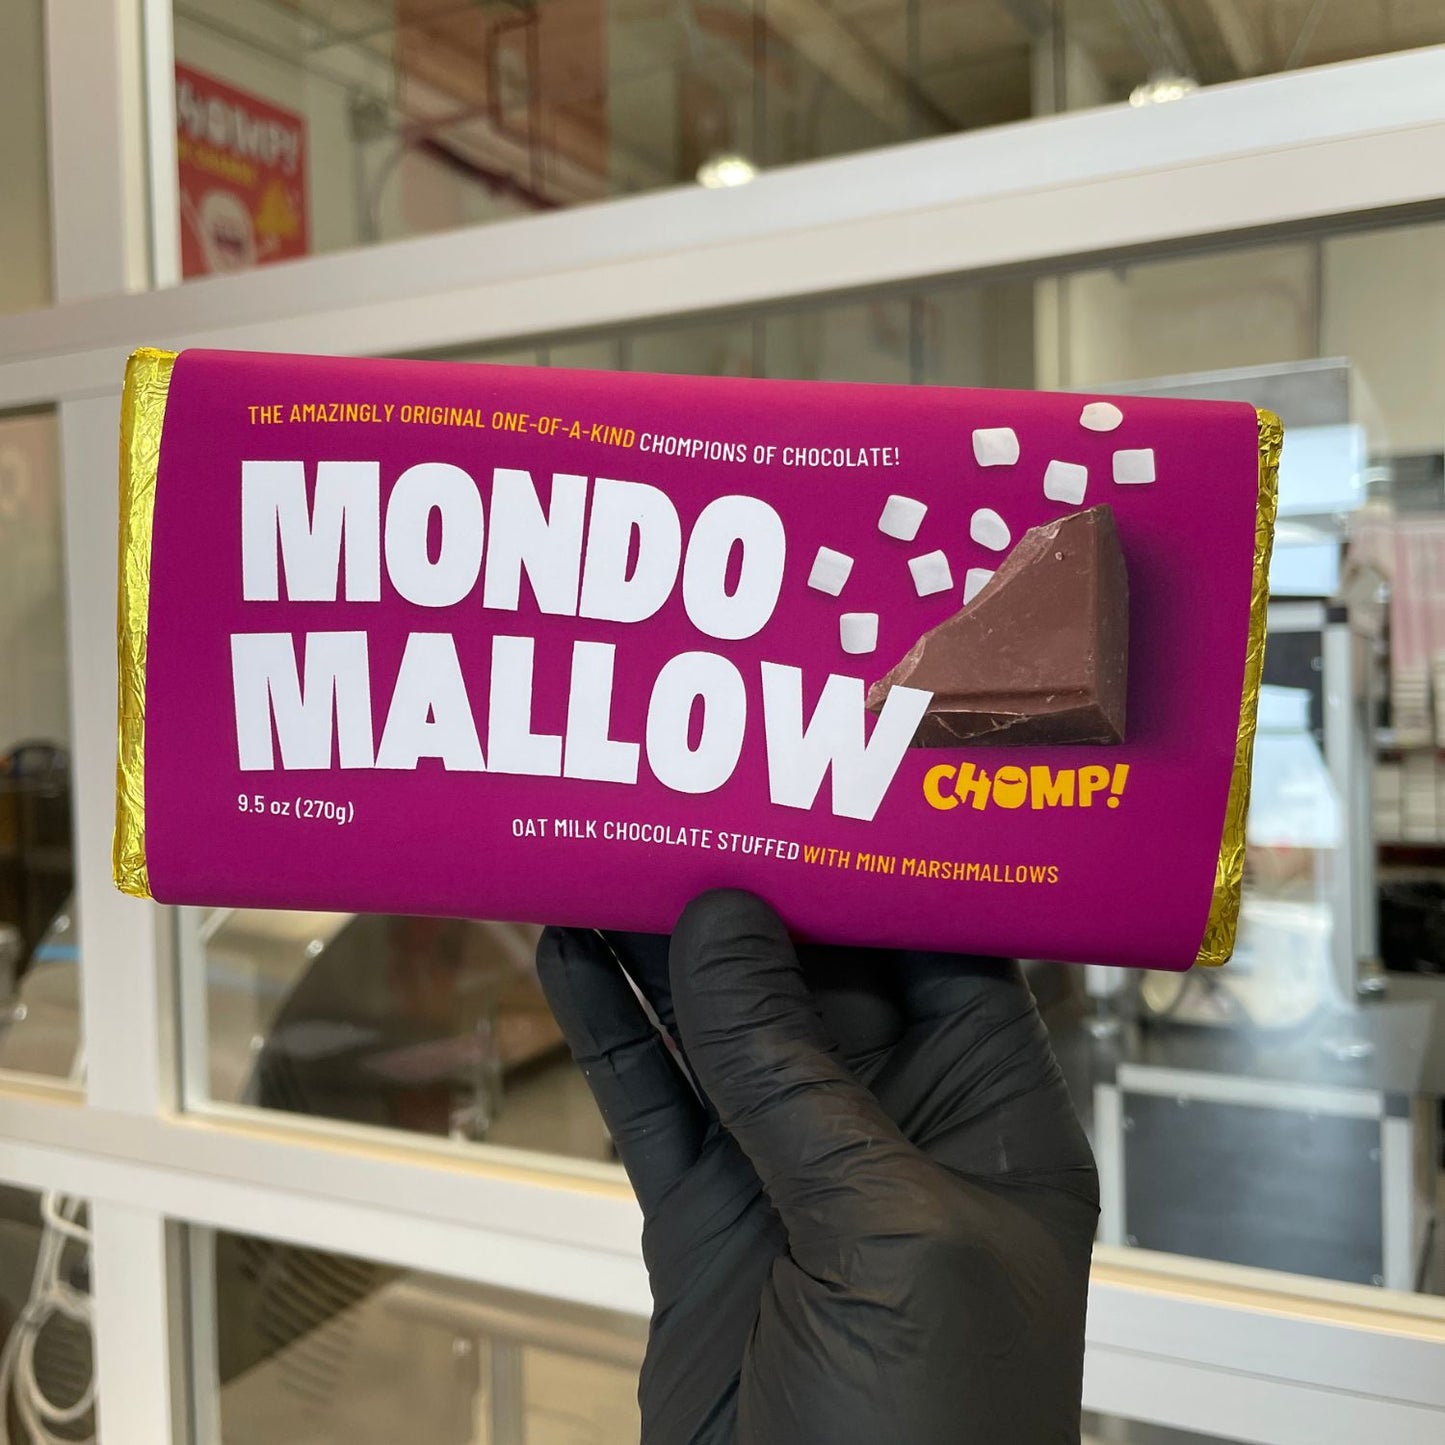 CHOMP!
THE AMAZINGLY ORIGINAL ONE-OF-A-KIND CHOMPIONS OF CHOCOLATE!
MONDO
MALLOW
CHOMP!
9.5 oz (270g)
OAT MILK CHOCOLATE STUFFED WITH MINI MARSHMALLOWS